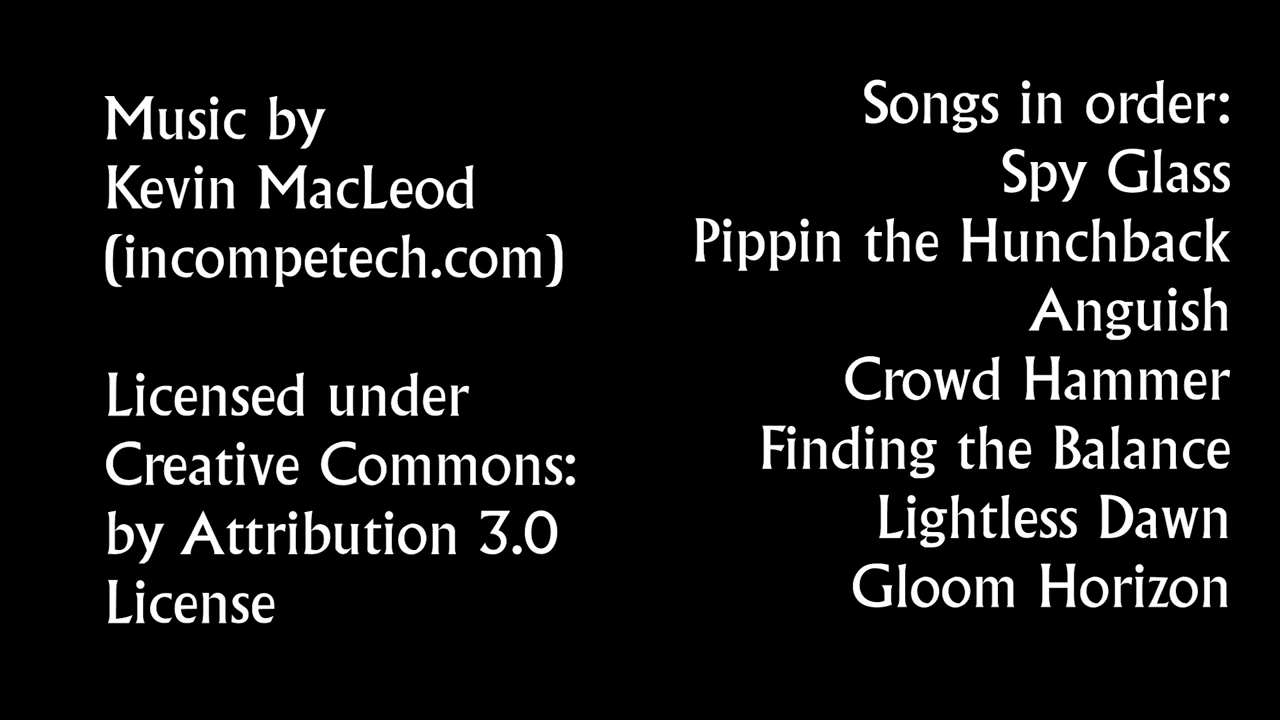 Music by
Kevin MacLeod
(incompetech.com)
Licensed under
Creative Commons:
by Attribution 3.0
License
Songs in order:
Spy Glass
Pippin the Hunchback
Anguish
Crowd Hammer
Finding the Balance
Lightless Dawn
Gloom Horizon